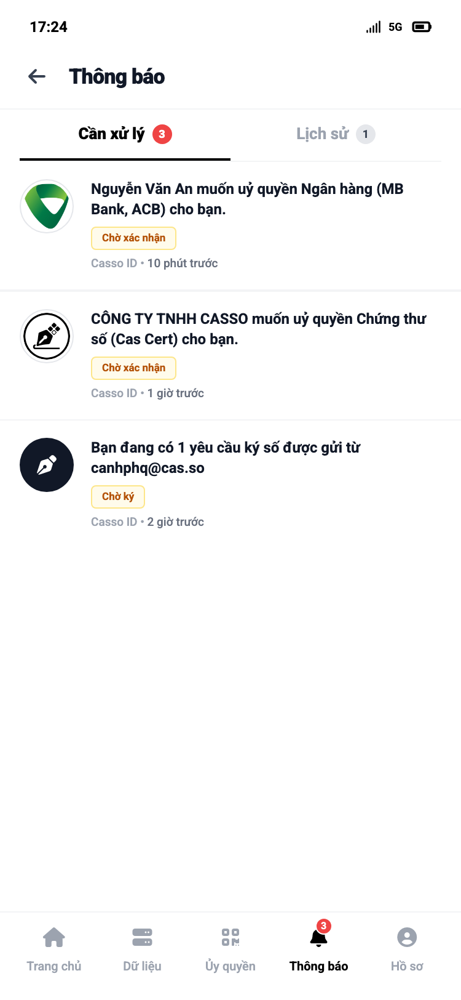 17:24
5G
Thông báo
Cần xử lý 3
Lịch sử 1
Nguyễn Văn An muốn uỷ quyền Ngân hàng (MB
Bank, ACB) cho bạn.
Chờ xác nhận
Casso ID • 10 phút trước
CÔNG TY TNHH CASSO muốn uỷ quyền Chứng thư
số (Cas Cert) cho bạn.
Chờ xác nhận
Casso ID • 1 giờ trước
Bạn đang có 1 yêu cầu ký số được gửi từ
canhphq@cas.so
Chờ ký
Casso ID • 2 giờ trước
3
Trang chủ
Dữ liệu
Ủy quyền
Thông báo
Hồ sơ